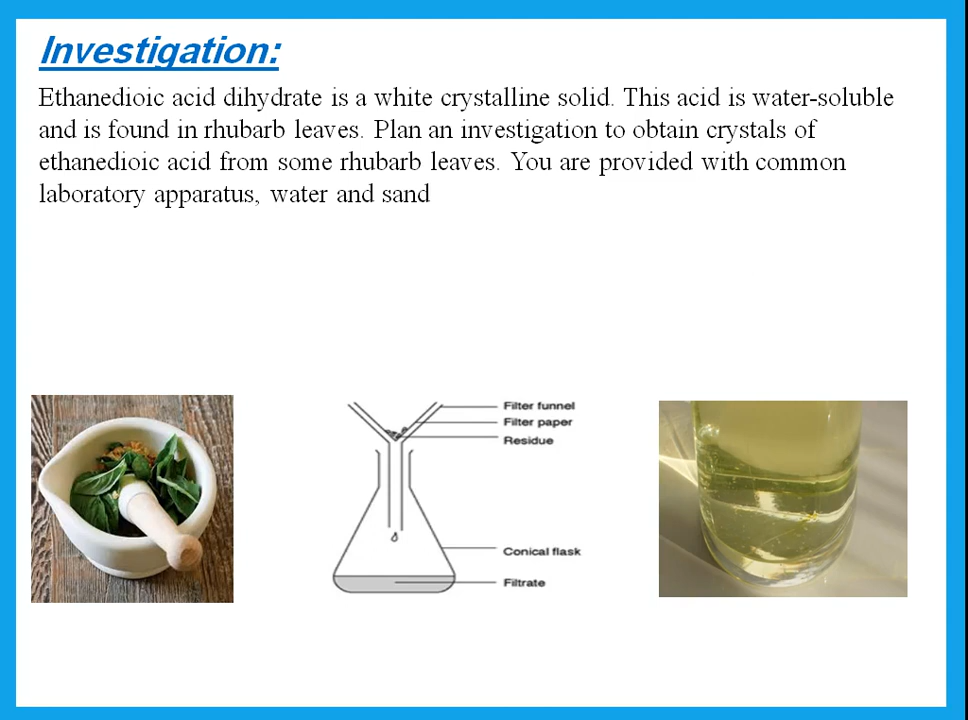 Investigation:
Ethanedioic acid dihydrate is a white crystalline solid. This acid is water-soluble
and is found in rhubarb leaves. Plan an investigation to obtain crystals of
ethanedioic acid from some rhubarb leaves. You are provided with common
laboratory apparatus, water and sand
Filter funnel
Filter paper
Residue
Conical flask
Filtrate